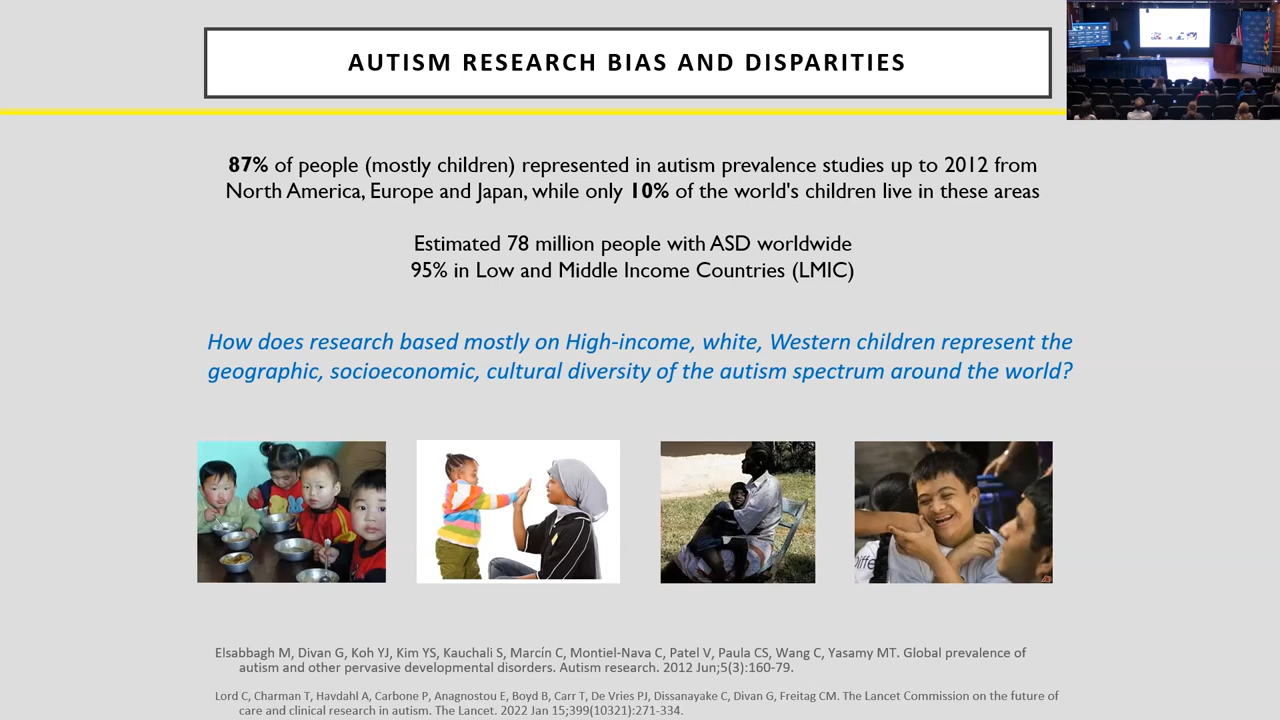 AUTISM RESEARCH BIAS AND DISPARITIES
87% of people (mostly children) represented in autism prevalence studies up to 2012 from
North America, Europe and Japan, while only 10% of the world's children live in these areas
Estimated 78 million people with ASD worldwide
95% in Low and Middle Income Countries (LMIC)
How does research based mostly on High-income, white, Western children represent the
geographic, socioeconomic, cultural diversity of the autism spectrum around the world?
Elsabbagh M, Divan G, Koh YJ, Kim YS, Kauchali S, Marcín C, Montiel-Nava C, Patel V, Paula CS, Wang C, Yasamy MT. Global prevalence of
autism and other pervasive developmental disorders. Autism research. 2012 Jun;5(3):160-79.
Lord C, Charman T, Havdahl A, Carbone P, Anagnostou E, Boyd B, Carr T, De Vries PJ, Dissanayake C, Divan G, Freitag CM. The Lancet Commission on the future of
care and clinical research in autism. The Lancet. 2022 Jan 15;399(10321):271-334.